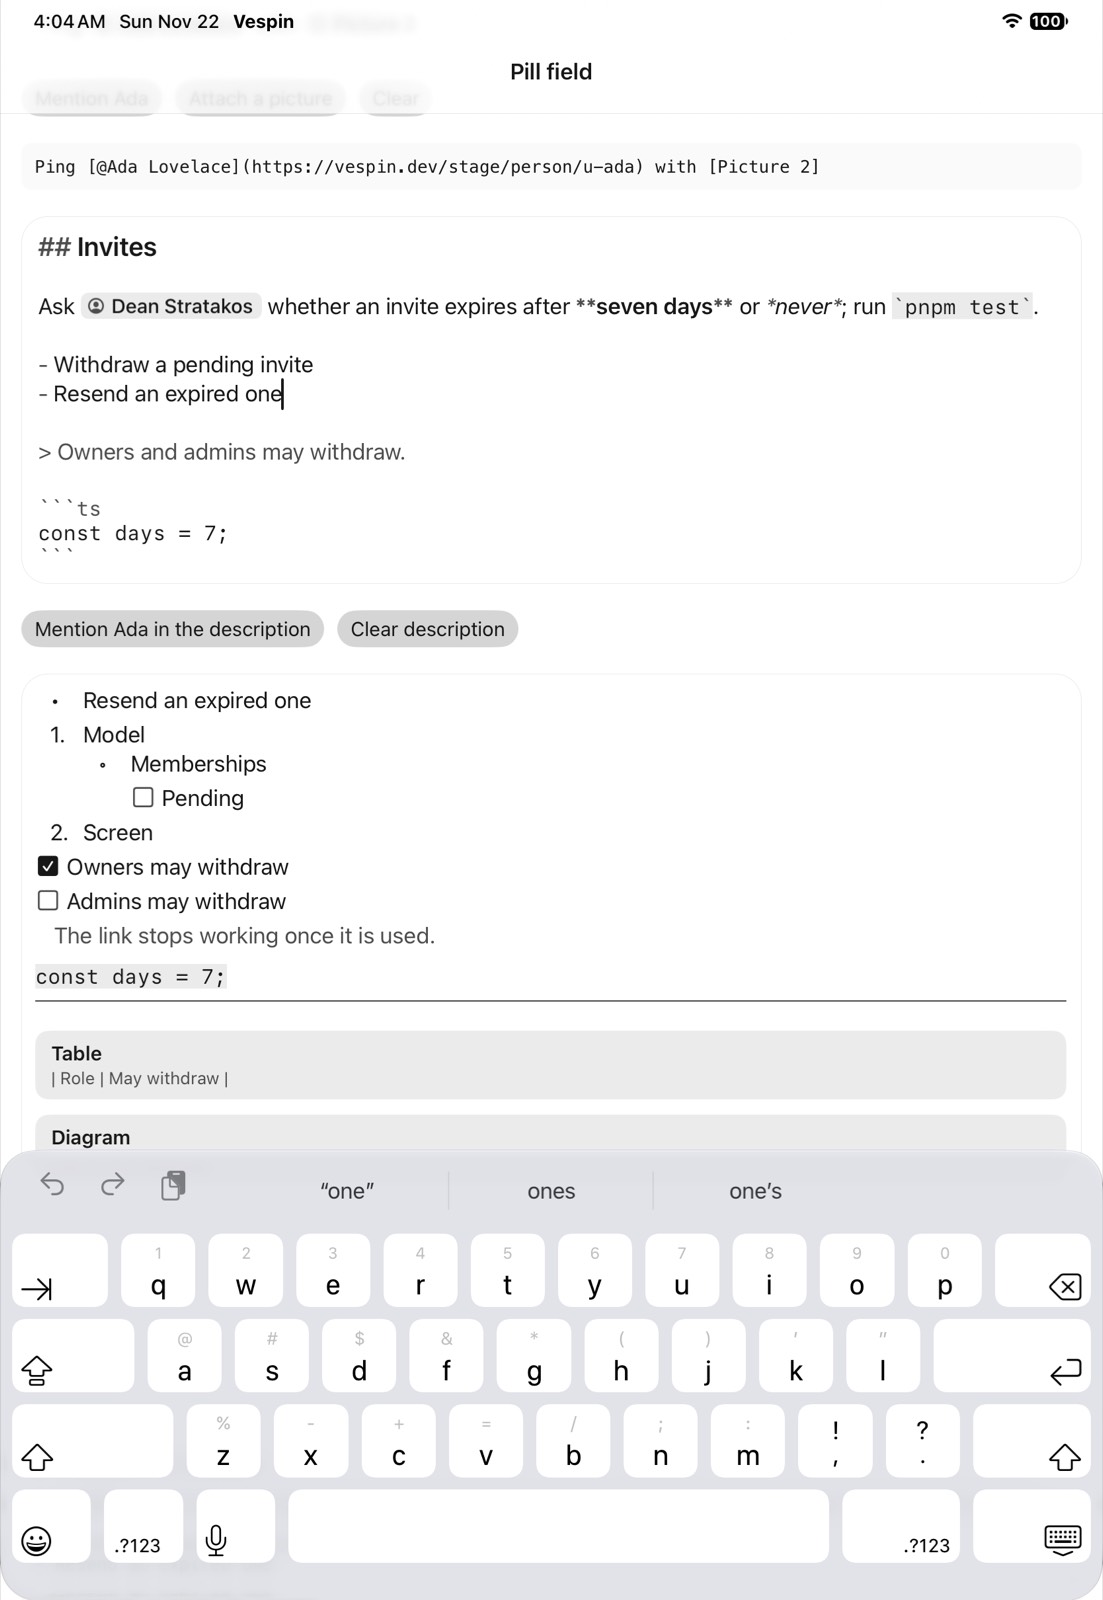 4:04 AM Sun Nov 22 Vespin
100
Pill field
Mention Ada Attach a picture Clear
Ping [@Ada Lovelace](https://vespin.dev/stage/person/u-ada) with [Picture 2]
## Invites
Ask Dean Stratakos whether an invite expires after **seven days** or *never*; run `pnpm test`.
- Withdraw a pending invite
- Resend an expired one
> Owners and admins may withdraw.
```ts
const days = 7;
```
Mention Ada in the description Clear description
• Resend an expired one
1. Model
◦ Memberships
Pending
2. Screen
Owners may withdraw
Admins may withdraw
The link stops working once it is used.
const days = 7;
Table
| Role | May withdraw |
Diagram
“one” ones one’s
1 2 3 4 5 6 7 8 9 0
q w e r t y u i o p
@ # $ & * ( ) ' "
a s d f g h j k l
% - + = / ; : ! ?
z x c v b n m , .
.?123 .?123